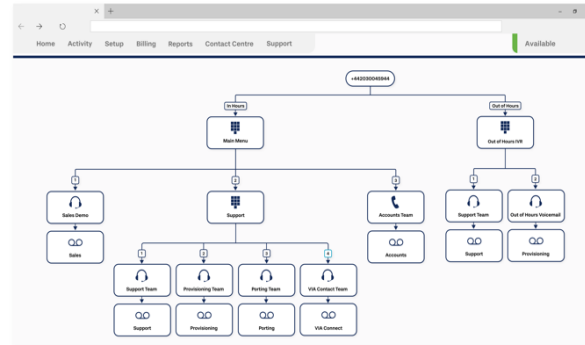 Home Activity Setup Billing Reports Contact Centre Support Available
+442030045944
In Hours Out of Hours
Main Menu Out of Hours IVR
1 2 3 1 2
Sales Demo Support Accounts Team Support Team Out of Hours Voicemail
Sales Accounts Support Provisioning
1 2 3 4
Support Team Provisioning Team Porting Team VIA Contact Team
Support Provisioning Porting VIA Connect